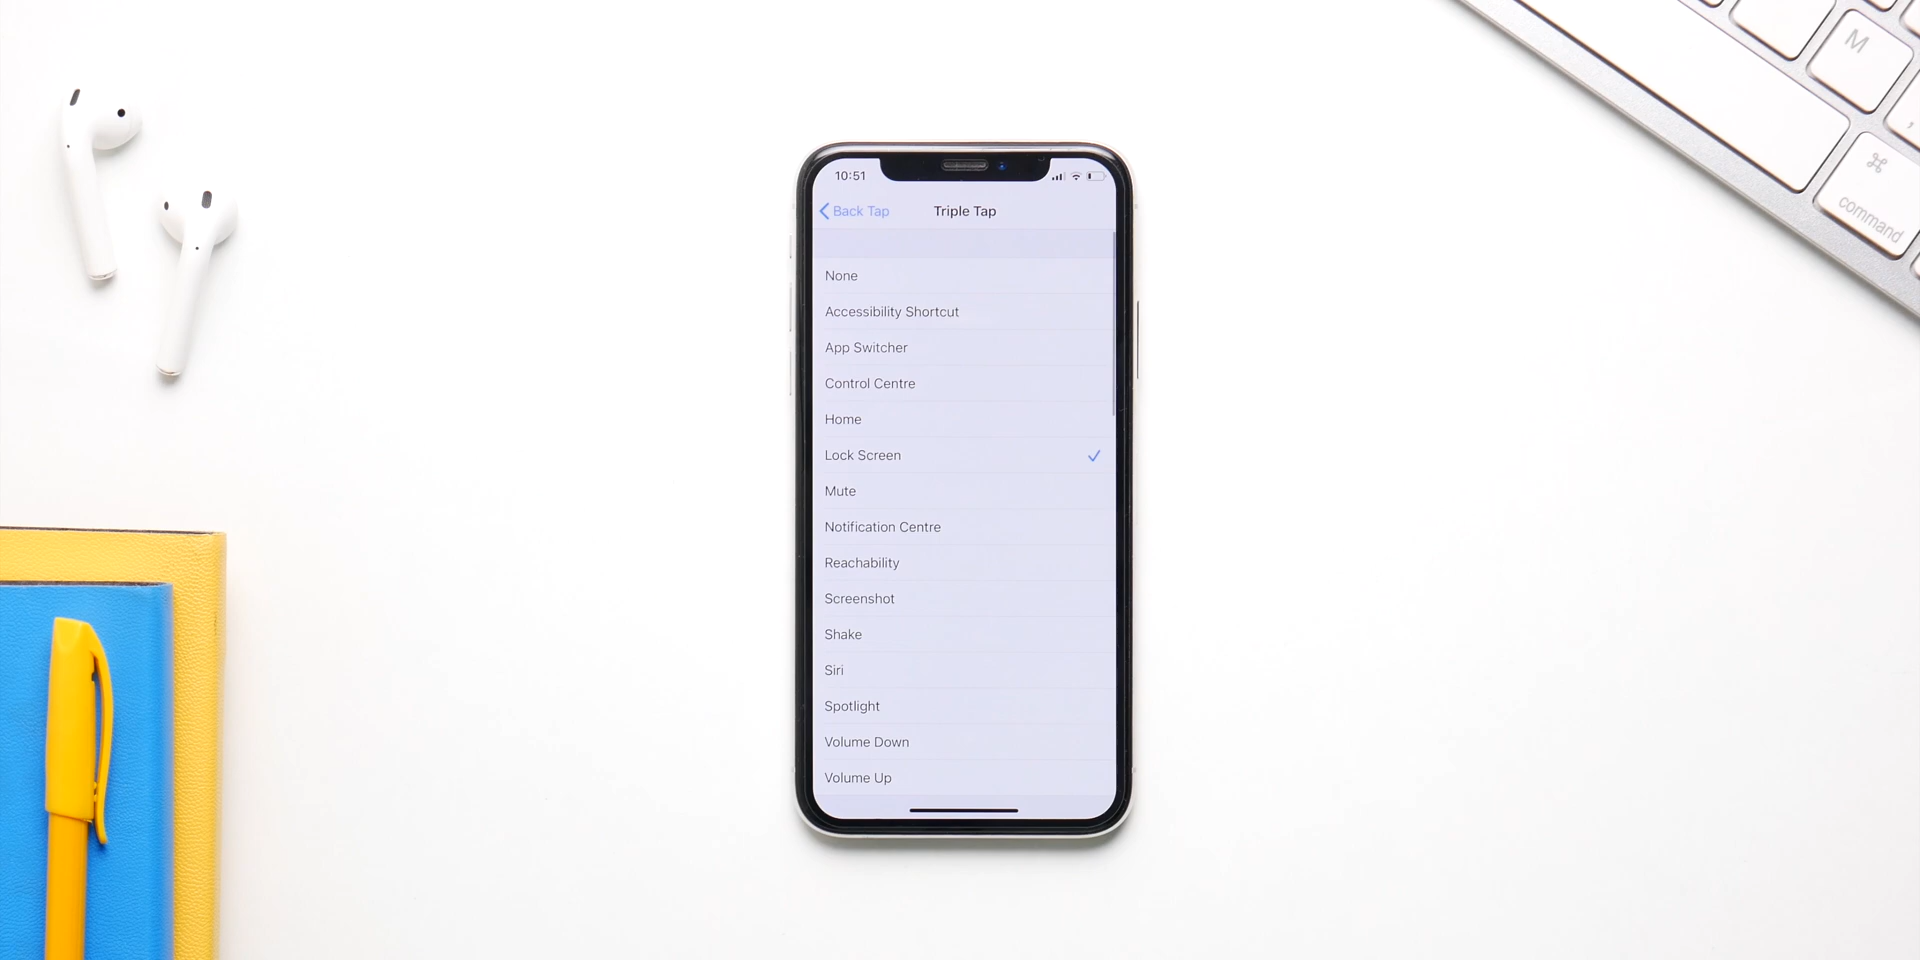 M
,
⌘
command
10:51
Back Tap Triple Tap
None
Accessibility Shortcut
App Switcher
Control Centre
Home
Lock Screen
Mute
Notification Centre
Reachability
Screenshot
Shake
Siri
Spotlight
Volume Down
Volume Up